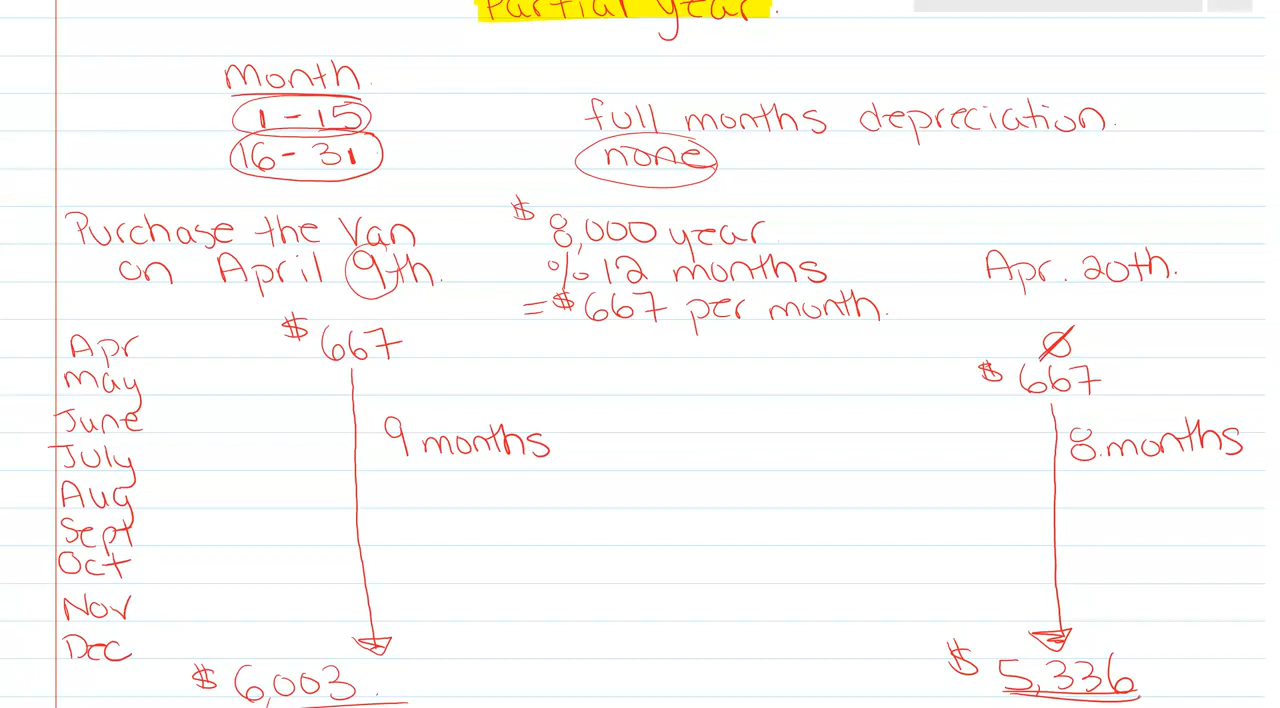 Partial year.
Month.
1 - 15 full months depreciation.
16 - 31 none
Purchase the Van $ 8,000 year
on April 9th. % 12 months Apr. 20th.
= $ 667 per month.
Apr $ 667 0
May $ 667
June
July 9 months 8 months
Aug
Sept
Oct
Nov
Dec
$ 6,003 $ 5,336